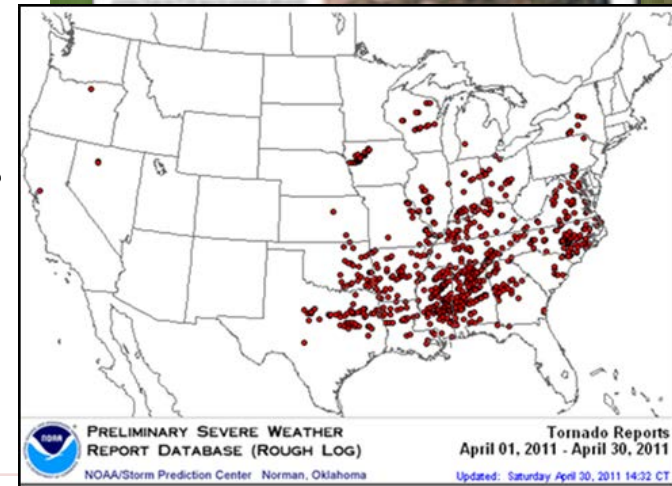 NOAA
PRELIMINARY SEVERE WEATHER
REPORT DATABASE (ROUGH LOG)
NOAA/Storm Prediction Center Norman, Oklahoma
Tornado Reports
April 01, 2011 - April 30, 2011
Updated: Saturday April 30, 2011 14:32 CT